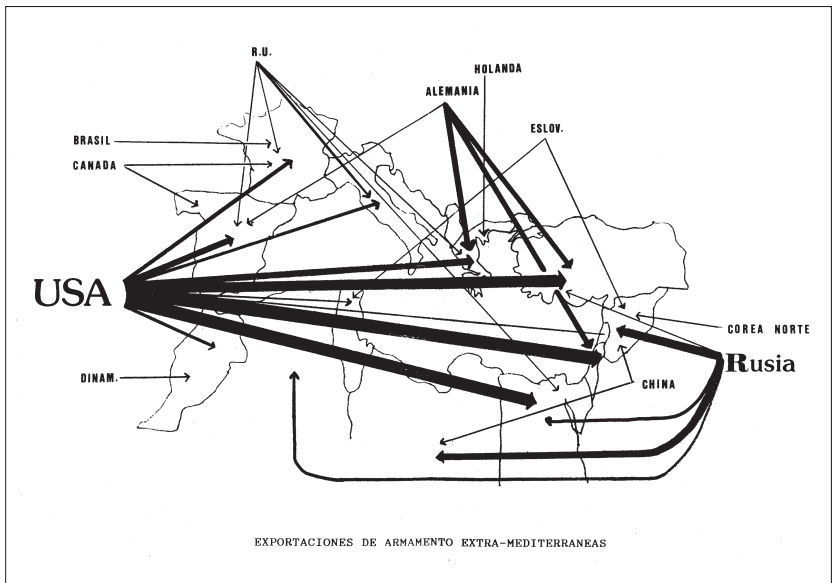 R.U.
HOLANDA
ALEMANIA
ESLOV.
BRASIL
CANADA
USA
COREA NORTE
Rusia
DINAM.
CHINA
EXPORTACIONES DE ARMAMENTO EXTRA-MEDITERRANEAS